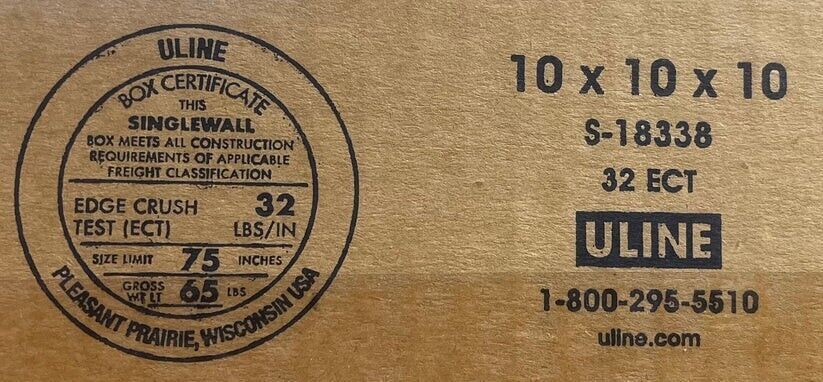 ULINE
BOX CERTIFICATE
THIS
SINGLEWALL
BOX MEETS ALL CONSTRUCTION
REQUIREMENTS OF APPLICABLE
FREIGHT CLASSIFICATION
EDGE CRUSH TEST (ECT) 32 LBS/IN
SIZE LIMIT 75 INCHES
GROSS WT LT 65 LBS
PLEASANT PRAIRIE, WISCONSIN USA
10 x 10 x 10
S-18338
32 ECT
ULINE
1-800-295-5510
uline.com